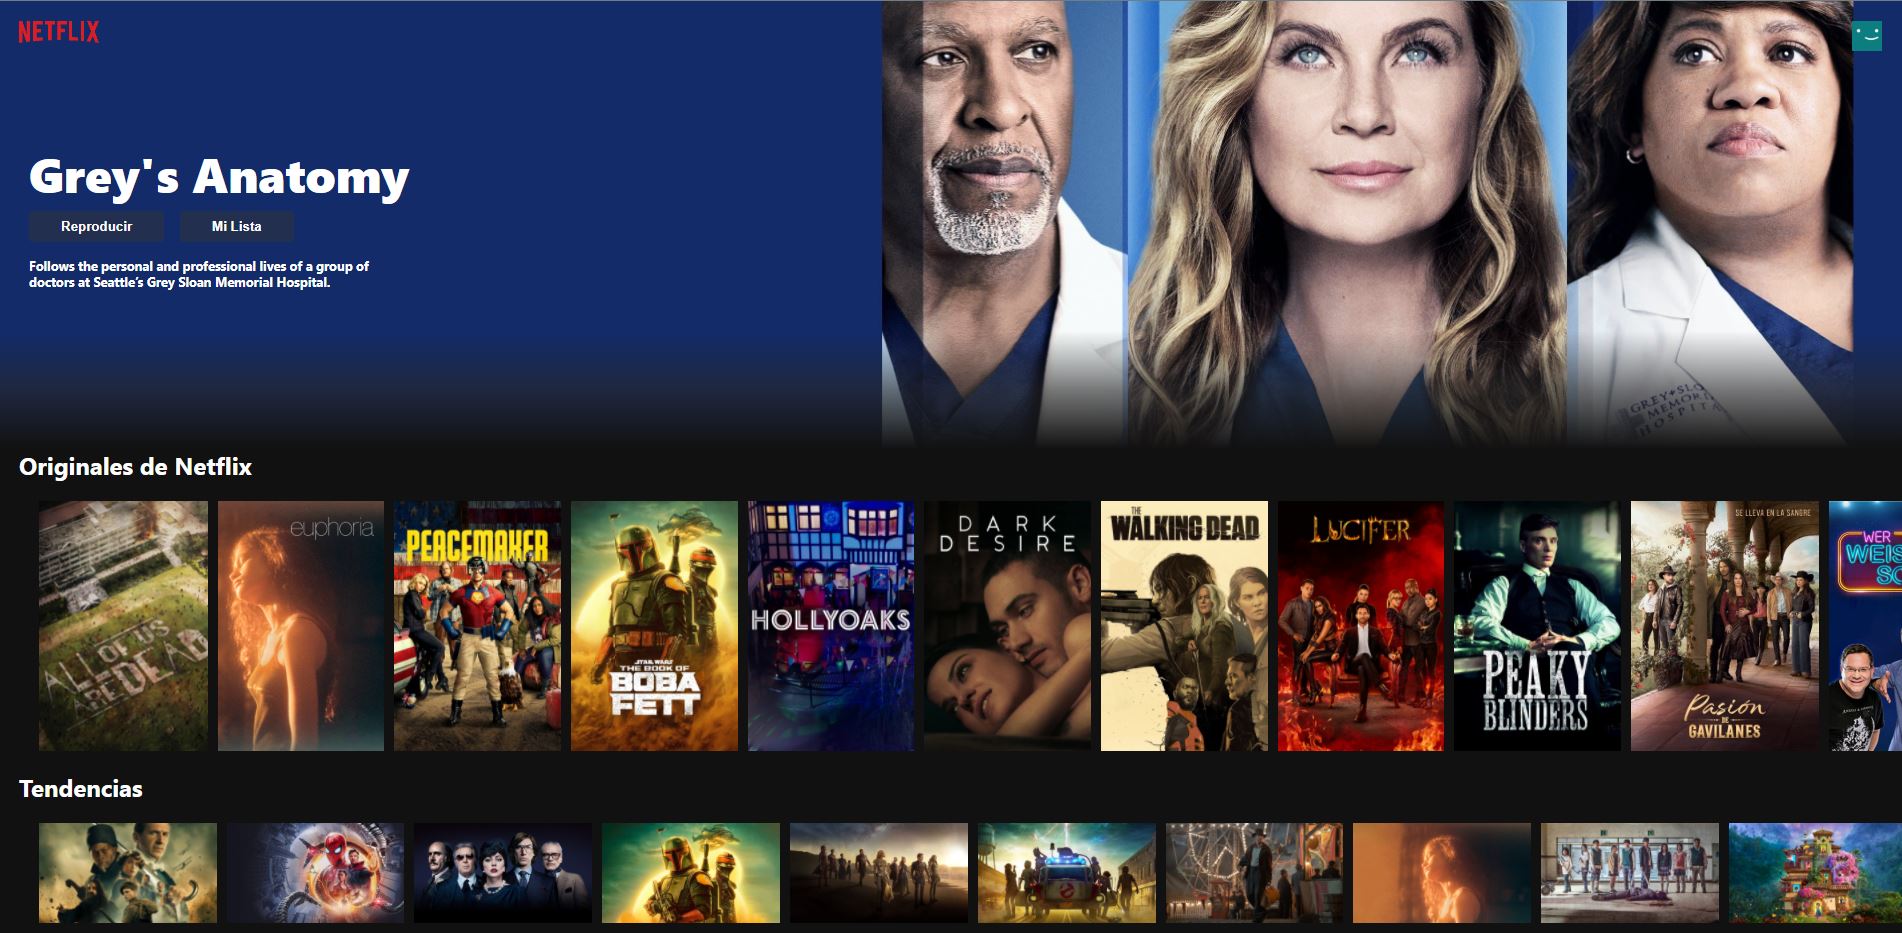 NETFLIX
Grey's Anatomy
Reproducir
Mi Lista
Follows the personal and professional lives of a group of
doctors at Seattle's Grey Sloan Memorial Hospital.
GREY+SLO
MEMORI
HOSPITA
Originales de Netflix
ALL OF US
ARE DEAD
euphoria
PEACEMAKER
STAR WARS
THE BOOK OF
BOBA
FETT
HOLLYOAKS
DARK
DESIRE
THE
WALKING DEAD
LUCIFER
PEAKY
BLINDERS
SE LLEVA EN LA SANGRE
Pasión
DE
GAVILANES
WER
WEIS
SO
Tendencias